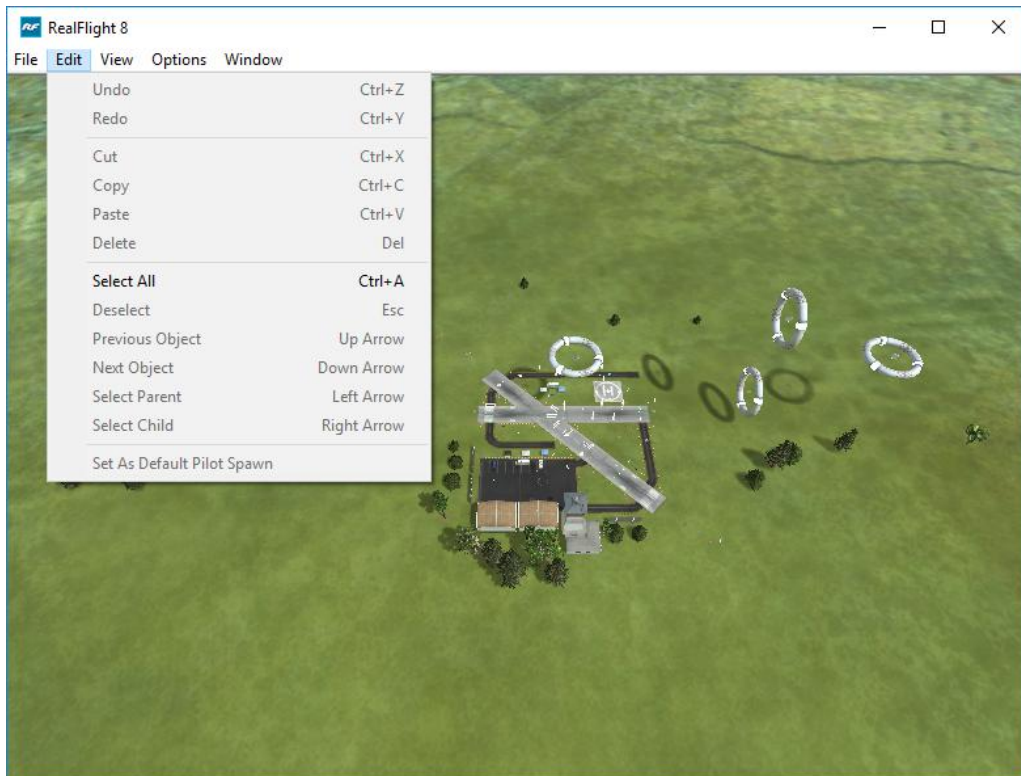 RF RealFlight 8
File Edit View Options Window
Undo Ctrl+Z
Redo Ctrl+Y
Cut Ctrl+X
Copy Ctrl+C
Paste Ctrl+V
Delete Del
Select All Ctrl+A
Deselect Esc
Previous Object Up Arrow
Next Object Down Arrow
Select Parent Left Arrow
Select Child Right Arrow
Set As Default Pilot Spawn
H